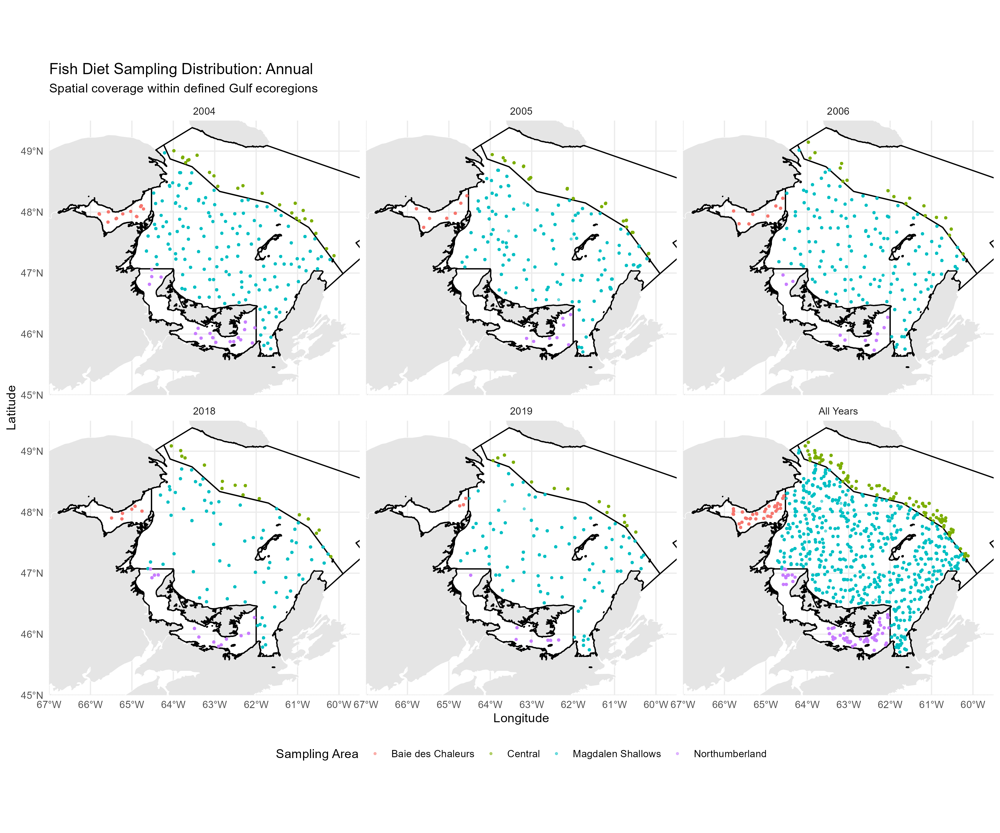 Fish Diet Sampling Distribution: Annual
Spatial coverage within defined Gulf ecoregions
2004 2005 2006
49°N
48°N
47°N
46°N
45°N
Latitude
2018 2019 All Years
49°N
48°N
47°N
46°N
45°N
67°W 66°W 65°W 64°W 63°W 62°W 61°W 60°W 67°W 66°W 65°W 64°W 63°W 62°W 61°W 60°W 67°W 66°W 65°W 64°W 63°W 62°W 61°W 60°W
Longitude
Sampling Area Baie des Chaleurs Central Magdalen Shallows Northumberland